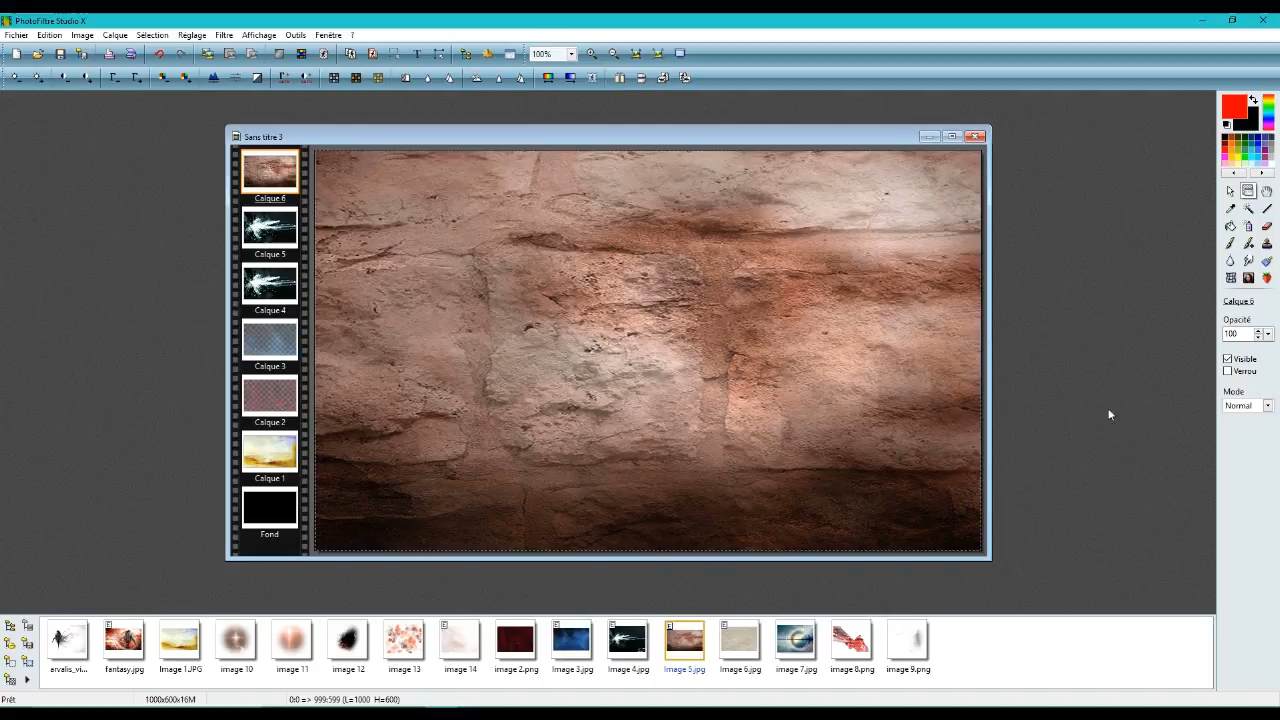 PhotoFiltre Studio X
Fichier Edition Image Calque Sélection Réglage Filtre Affichage Outils Fenêtre ?
100%
Sans titre 3
Calque 6
Calque 5
Calque 4
Calque 3
Calque 2
Calque 1
Fond
Calque 6
Opacité
100
Visible
Verrou
Mode
Normal
arvalis_vi... fantasy.jpg Image 1.JPG image 10 image 11 image 12 image 13 image 14 image 2.png Image 3.jpg Image 4.jpg Image 5.jpg Image 6.jpg image 7.jpg image 8.png image 9.png
Prêt 1000x600x16M 0:0 => 999:599 (L=1000 H=600)